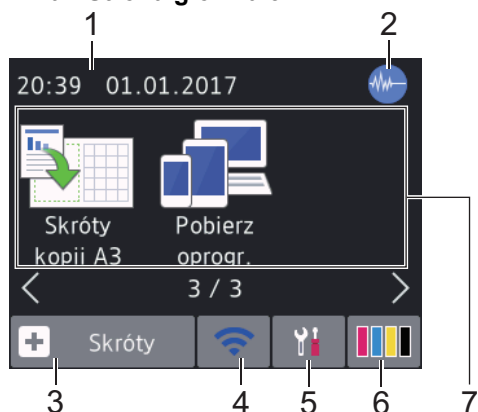 1
2
20:39 01.01.2017
Skróty
kopii A3
Pobierz
oprogr.
3 / 3
Skróty
3
4
5
6
7